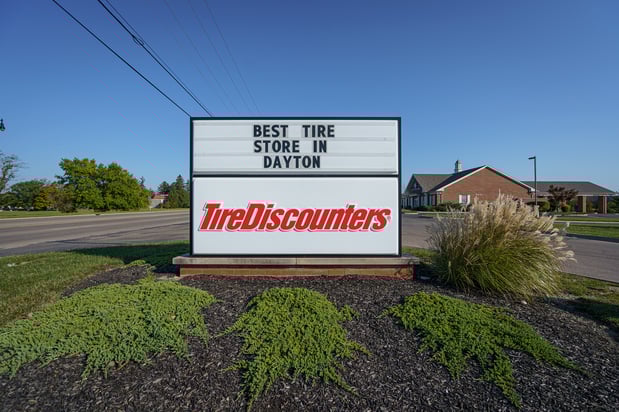 BEST TIRE
STORE IN
DAYTON
TireDiscounters